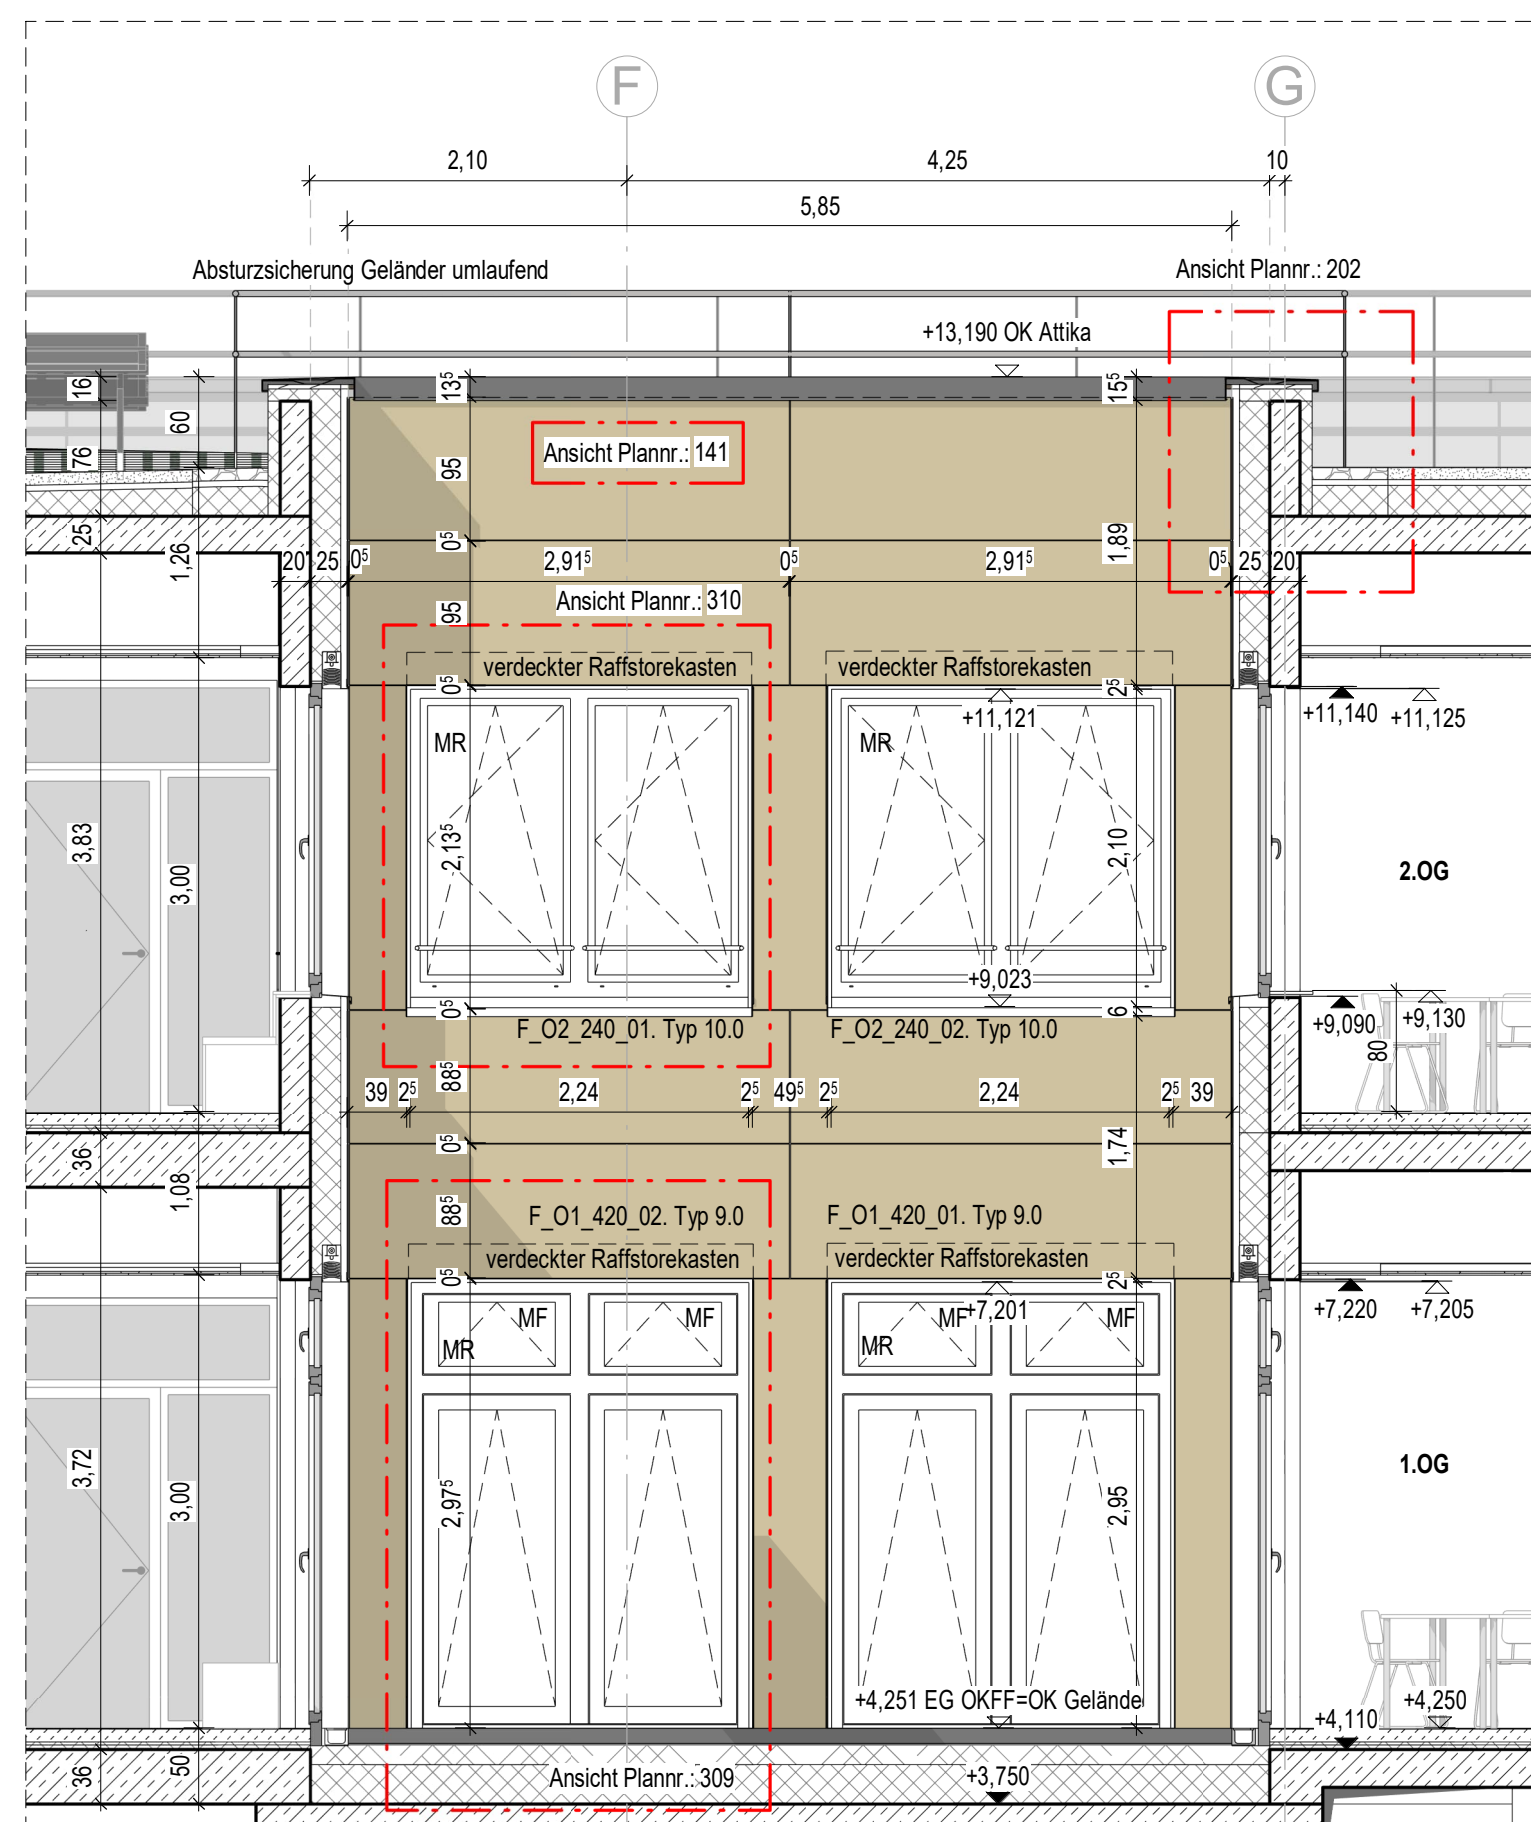 F
G
2,10
4,25
10
5,85
Absturzsicherung Geländer umlaufend
Ansicht Plannr.: 202
+13,190 OK Attika
16
60
13⁵
15⁵
76
95
Ansicht Plannr.: 141
25
1,26
0⁵
1,89
20
25
0⁵
2,91⁵
0⁵
2,91⁵
0⁵
25
20
Ansicht Plannr.: 310
95
verdeckter Raffstorekasten
verdeckter Raffstorekasten
0⁵
2⁵
+11,121
+11,140
+11,125
MR
MR
3,83
3,00
2,13⁵
2,10
2.OG
+9,023
0⁵
6
+9,090
+9,130
80
F_O2_240_01. Typ 10.0
F_O2_240_02. Typ 10.0
88⁵
39
2⁵
2,24
2⁵
49⁵
2⁵
2,24
2⁵
39
36
0⁵
1,74
1,08
88⁵
F_O1_420_02. Typ 9.0
F_O1_420_01. Typ 9.0
verdeckter Raffstorekasten
verdeckter Raffstorekasten
0⁵
2⁵
+7,201
+7,220
+7,205
MF
MF
MF
MF
MR
MR
3,72
3,00
2,97⁵
2,95
1.OG
+4,251 EG OKFF=OK Gelände
+4,110
+4,250
36
50
Ansicht Plannr.: 309
+3,750